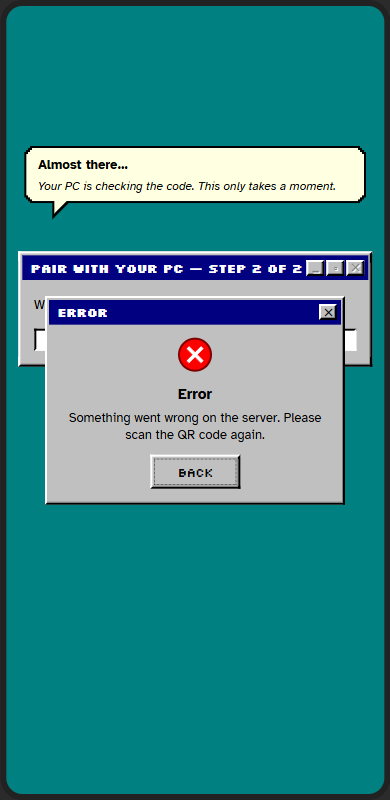 Almost there...
Your PC is checking the code. This only takes a moment.
PAIR WITH YOUR PC — STEP 2 OF 2
W
ERROR
Error
Something went wrong on the server. Please
scan the QR code again.
BACK